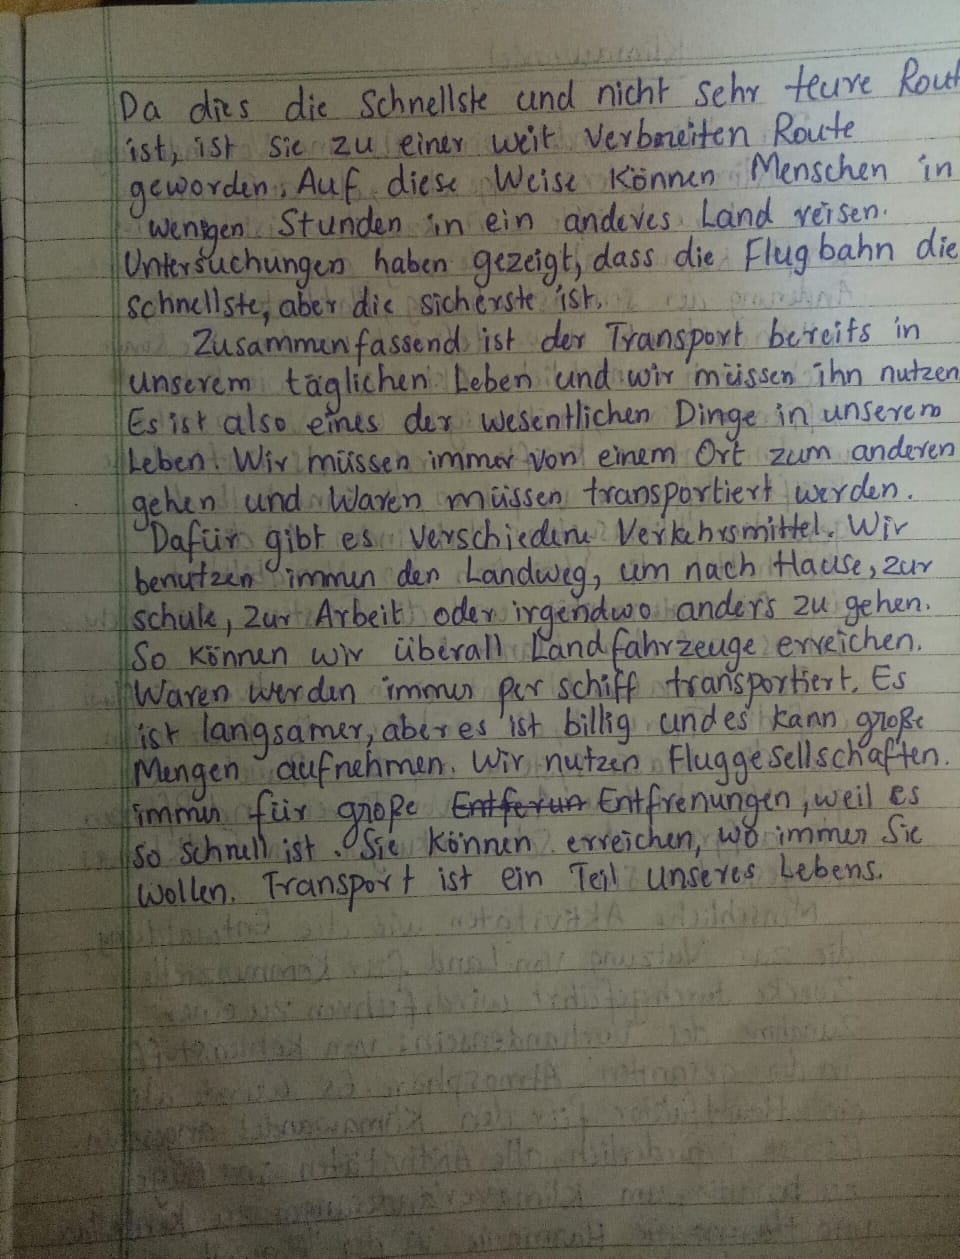 Da dies die schnellste und nicht sehr teure Rout
ist, ist sie zu einer weit verbreiten Route
geworden. Auf diese Weise können Menschen in
wenigen Stunden in ein anderes Land reisen.
Untersuchungen haben gezeigt, dass die Flugbahn die
schnellste, aber die sicherste ist.
Zusammenfassend ist der Transport bereits in
unserem täglichen Leben und wir müssen ihn nutzen
Es ist also eines der wesentlichen Dinge in unserem
Leben. Wir müssen immer von einem Ort zum anderen
gehen und Waren müssen transportiert werden.
Dafür gibt es verschiedene Verkehrsmittel. Wir
benutzen immer den Landweg, um nach Hause, zur
schule, zur Arbeit oder irgendwo anders zu gehen.
So können wir überall Landfahrzeuge erreichen.
Waren werden immer per schiff transportiert. Es
ist langsamer, aber es ist billig und es kann große
Mengen aufnehmen. Wir nutzen Fluggesellschaften.
immer für große Entferun Entfrenungen, weil es
so schnell ist. Sie können erreichen, wo immer Sie
wollen. Transport ist ein Teil unseres Lebens.